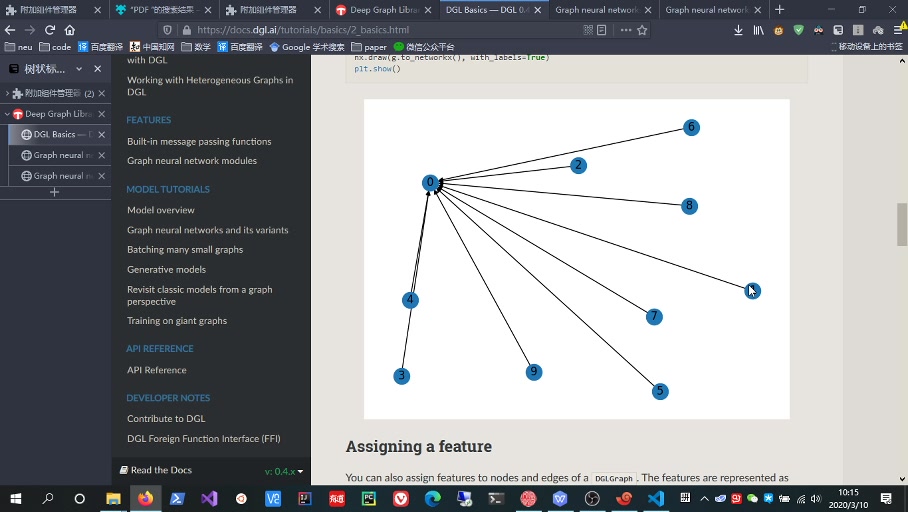 附加组件管理器
"PDF "的搜索结果
附加组件管理器
Deep Graph Library
DGL Basics — DGL 0.4
Graph neural network
Graph neural network
https://docs.dgl.ai/tutorials/basics/2_basics.html
neu
code
百度翻译
中国知网
数学
百度翻译
Google 学术搜索
paper
微信公众平台
移动设备上的书签
树状标...
附加组件管理器 (2)
Deep Graph Libra
DGL Basics — D
Graph neural n
Graph neural n
with DGL
Working with Heterogeneous Graphs in
DGL
FEATURES
Built-in message passing functions
Graph neural network modules
MODEL TUTORIALS
Model overview
Graph neural networks and its variants
Batching many small graphs
Generative models
Revisit classic models from a graph
perspective
Training on giant graphs
API REFERENCE
API Reference
DEVELOPER NOTES
Contribute to DGL
DGL Foreign Function Interface (FFI)
Read the Docs
v: 0.4.x
nx.draw(g.to_networkx(), with_labels=True)
plt.show()
6
2
0
8
4
7
3
9
5
Assigning a feature
You can also assign features to nodes and edges of a DGLGraph. The features are represented as
10:15
2020/3/10